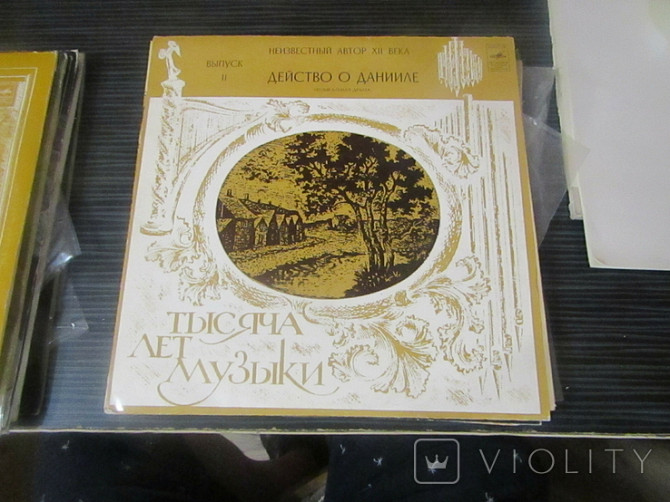 НЕИЗВЕСТНЫЙ АВТОР XII ВЕКА
ВЫПУСК
II
ДЕЙСТВО О ДАНИИЛЕ
ТЫСЯЧА
ЛЕТ
МУЗЫКИ
VIOLITY